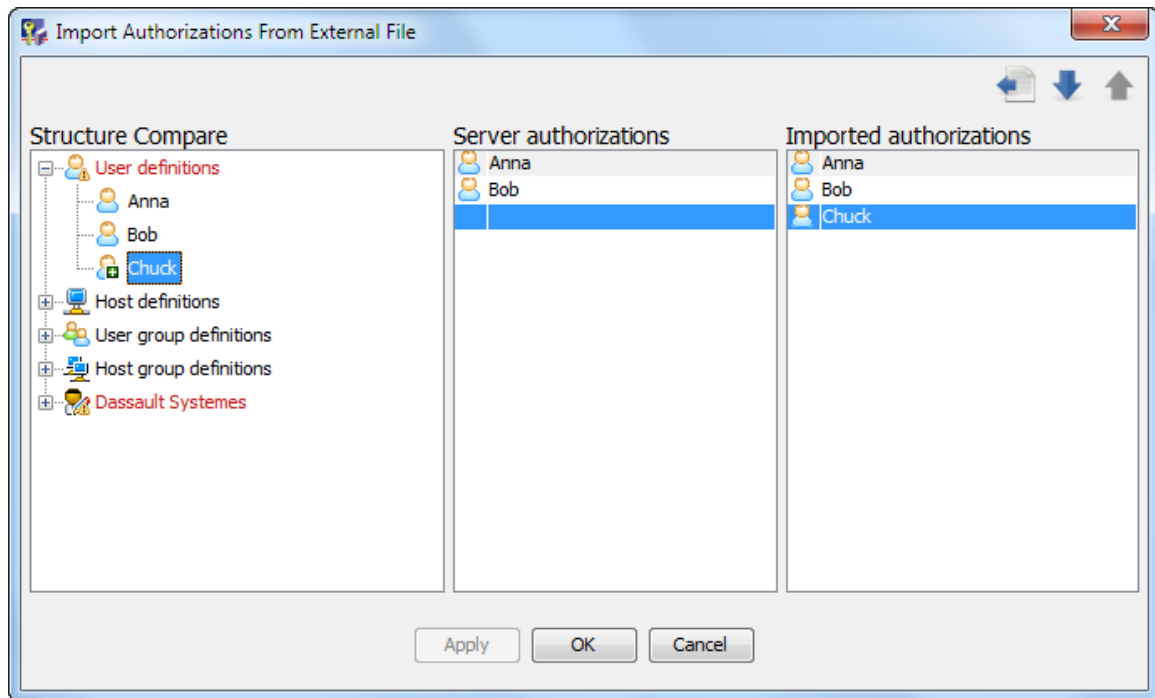 Import Authorizations From External File
Structure Compare
User definitions
Anna
Bob
Chuck
Host definitions
User group definitions
Host group definitions
Dassault Systemes
Server authorizations
Anna
Bob
Imported authorizations
Anna
Bob
Chuck
Apply
OK
Cancel